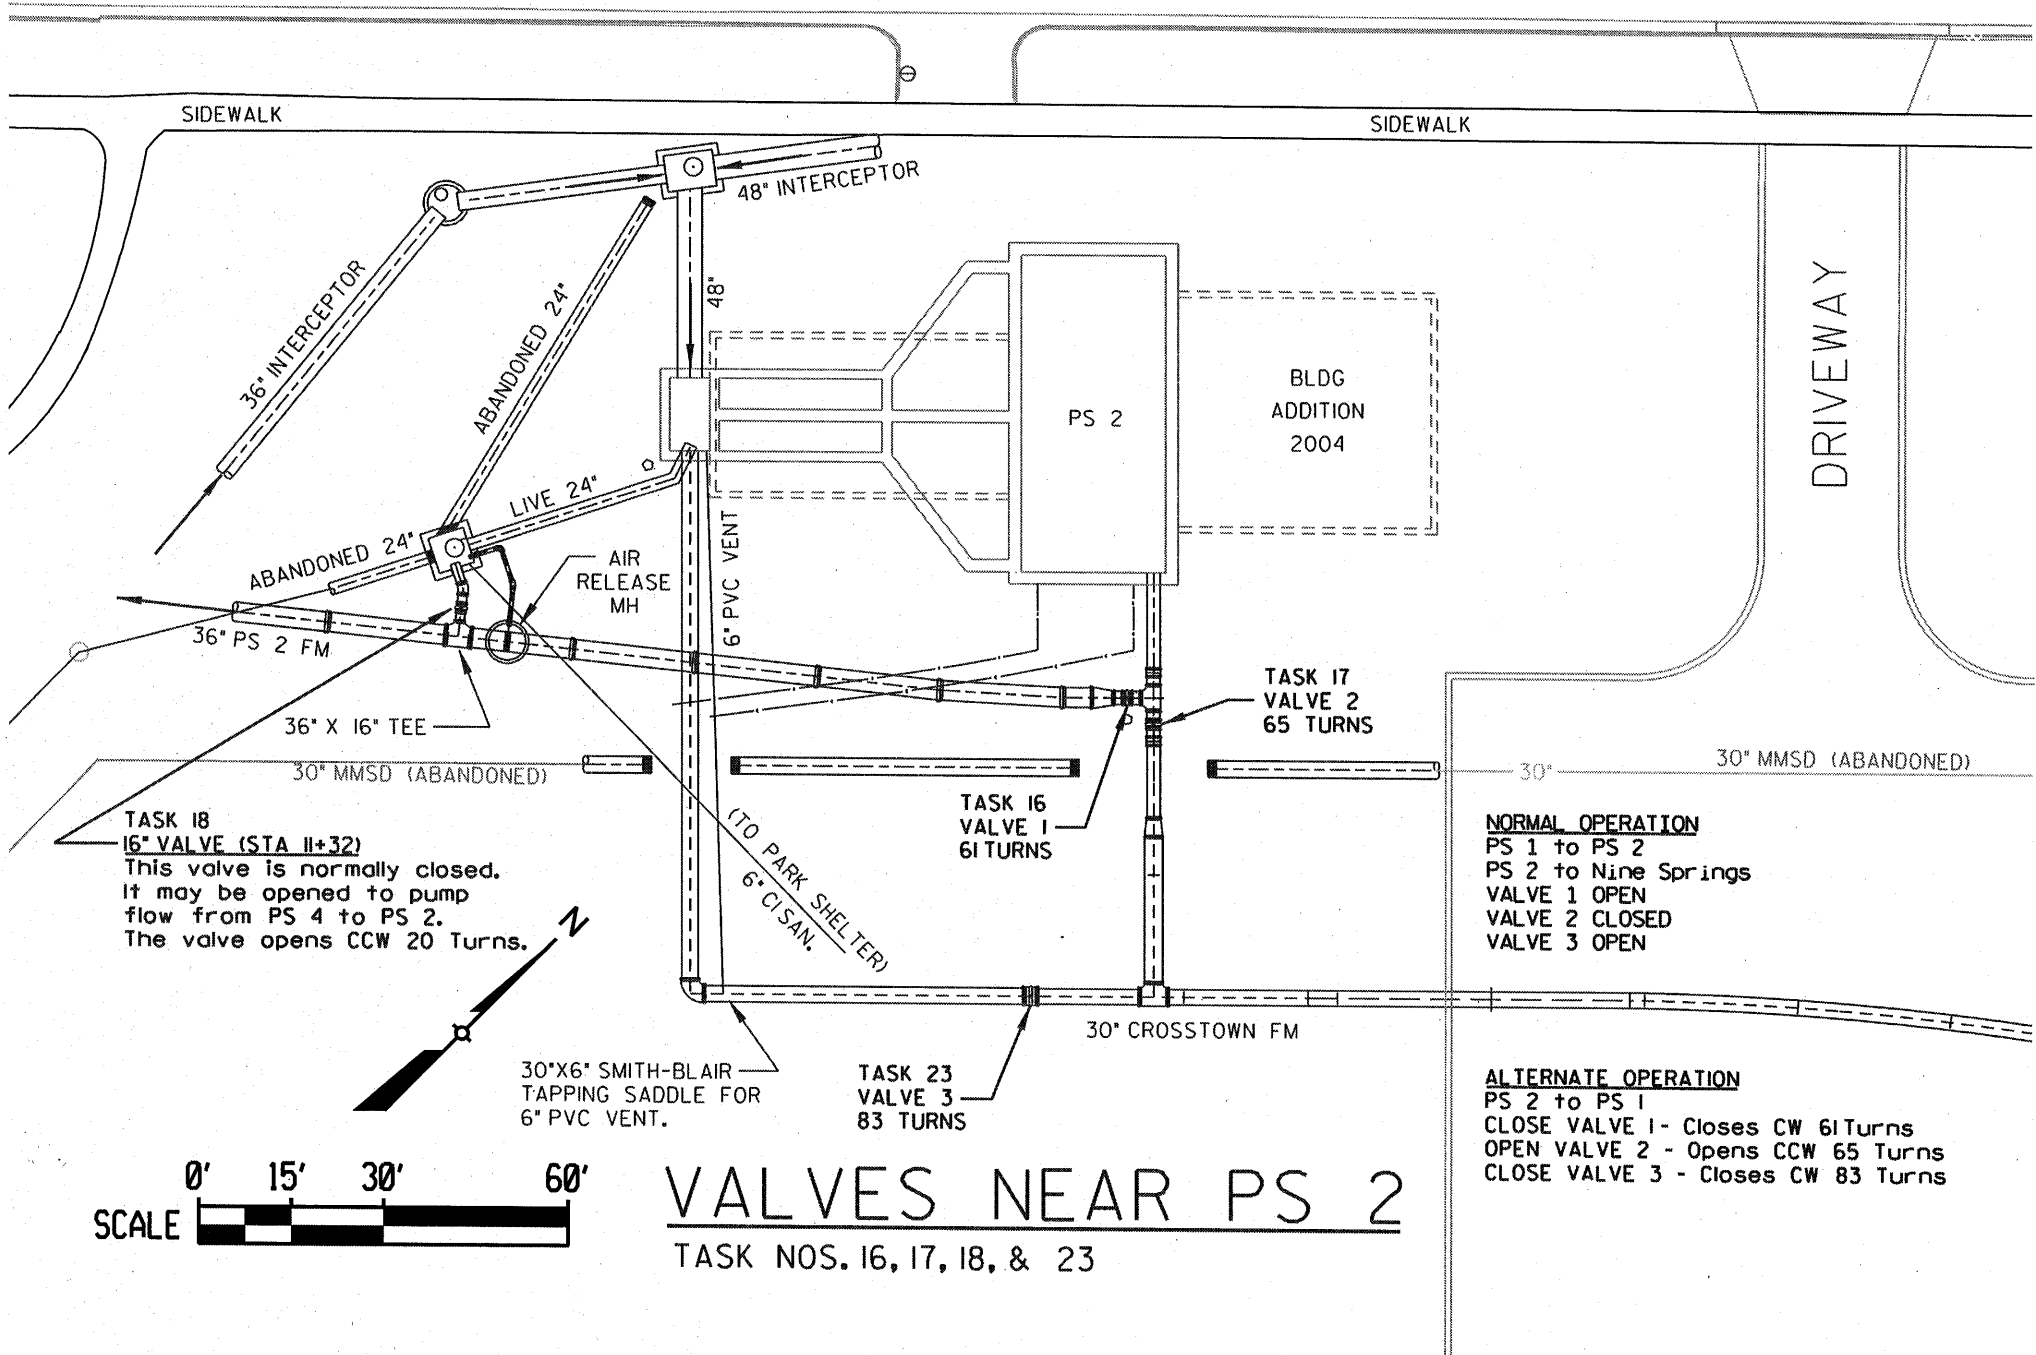 SIDEWALK
SIDEWALK
48" INTERCEPTOR
36" INTERCEPTOR
ABANDONED 24"
48"
DRIVEWAY
BLDG
ADDITION
2004
PS 2
LIVE 24"
ABANDONED 24"
6" PVC VENT
AIR
RELEASE
MH
36" PS 2 FM
36" X 16" TEE
TASK 17
VALVE 2
65 TURNS
30" MMSD (ABANDONED)
30"
30" MMSD (ABANDONED)
TASK 16
VALVE 1
61 TURNS
TASK 18
16" VALVE (STA 11+32)
This valve is normally closed.
It may be opened to pump
flow from PS 4 to PS 2.
The valve opens CCW 20 Turns.
(TO PARK SHELTER)
6" CI SAN.
NORMAL OPERATION
PS 1 to PS 2
PS 2 to Nine Springs
VALVE 1 OPEN
VALVE 2 CLOSED
VALVE 3 OPEN
N
30" CROSSTOWN FM
30"X6" SMITH-BLAIR
TAPPING SADDLE FOR
6" PVC VENT.
TASK 23
VALVE 3
83 TURNS
ALTERNATE OPERATION
PS 2 to PS 1
CLOSE VALVE 1 - Closes CW 61 Turns
OPEN VALVE 2 - Opens CCW 65 Turns
CLOSE VALVE 3 - Closes CW 83 Turns
0' 15' 30' 60'
SCALE
VALVES NEAR PS 2
TASK NOS. 16, 17, 18, & 23